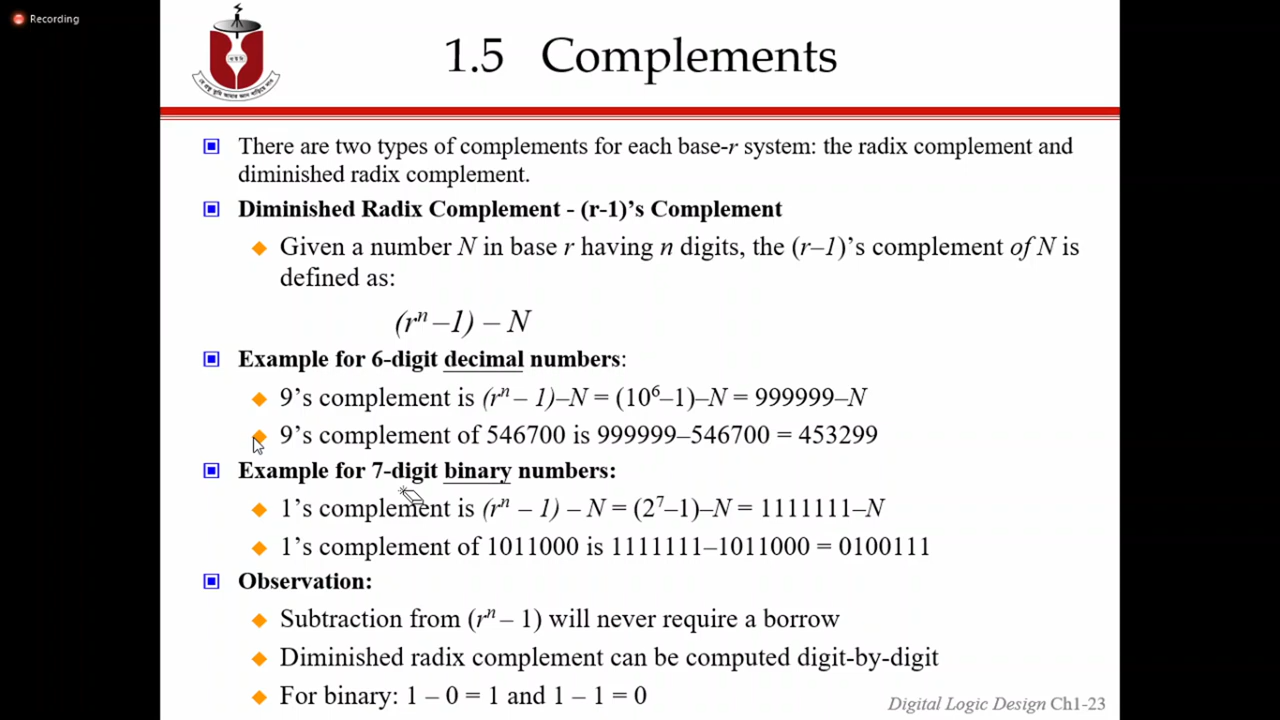 Recording
1.5 Complements
There are two types of complements for each base-r system: the radix complement and
diminished radix complement.
Diminished Radix Complement - (r-1)’s Complement
Given a number N in base r having n digits, the (r–1)’s complement of N is
defined as:
(rⁿ –1) – N
Example for 6-digit decimal numbers:
9’s complement is (rⁿ – 1)–N = (10⁶–1)–N = 999999–N
9’s complement of 546700 is 999999–546700 = 453299
Example for 7-digit binary numbers:
1’s complement is (rⁿ – 1) – N = (2⁷–1)–N = 1111111–N
1’s complement of 1011000 is 1111111–1011000 = 0100111
Observation:
Subtraction from (rⁿ – 1) will never require a borrow
Diminished radix complement can be computed digit-by-digit
For binary: 1 – 0 = 1 and 1 – 1 = 0
Digital Logic Design Ch1-23